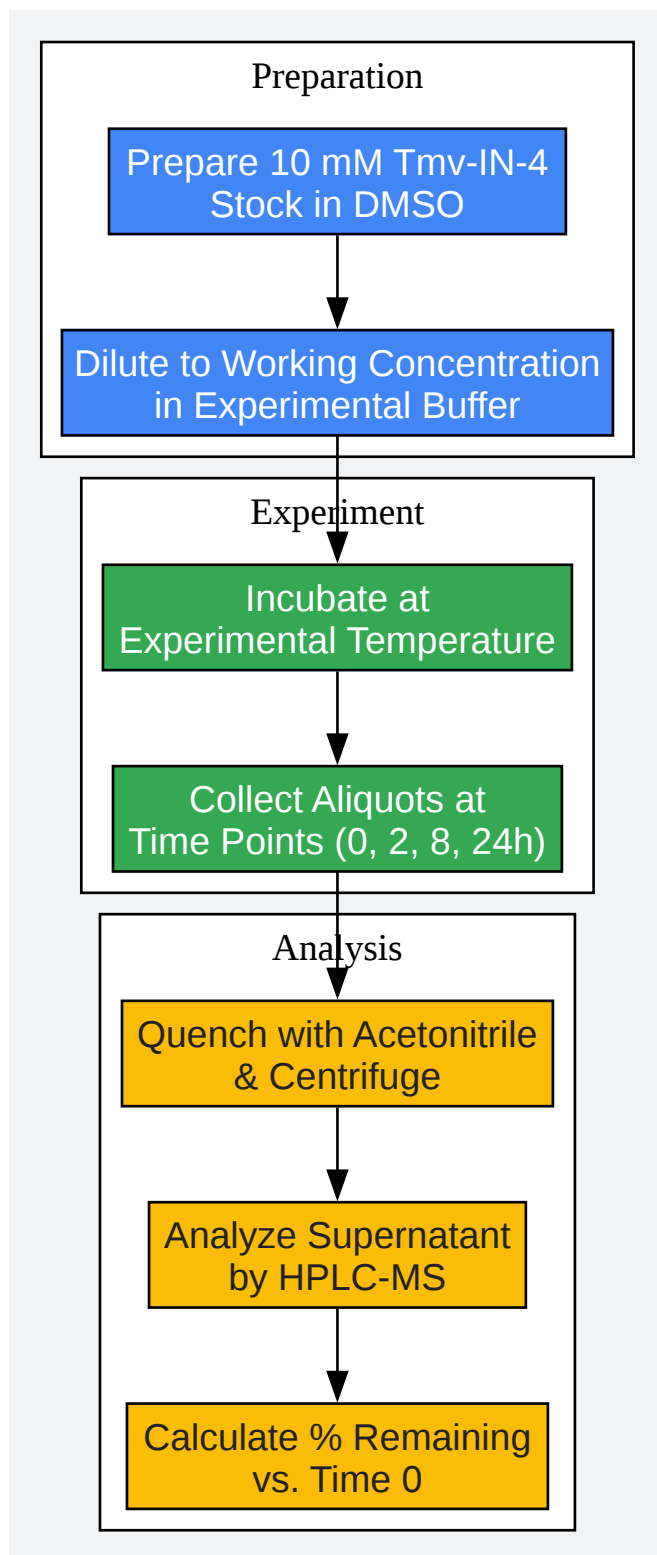 Preparation
Prepare 10 mM Tmv-IN-4
Stock in DMSO
Dilute to Working Concentration
in Experimental Buffer
Experiment
Incubate at
Experimental Temperature
Collect Aliquots at
Time Points (0, 2, 8, 24h)
Analysis
Quench with Acetonitrile
& Centrifuge
Analyze Supernatant
by HPLC-MS
Calculate % Remaining
vs. Time 0